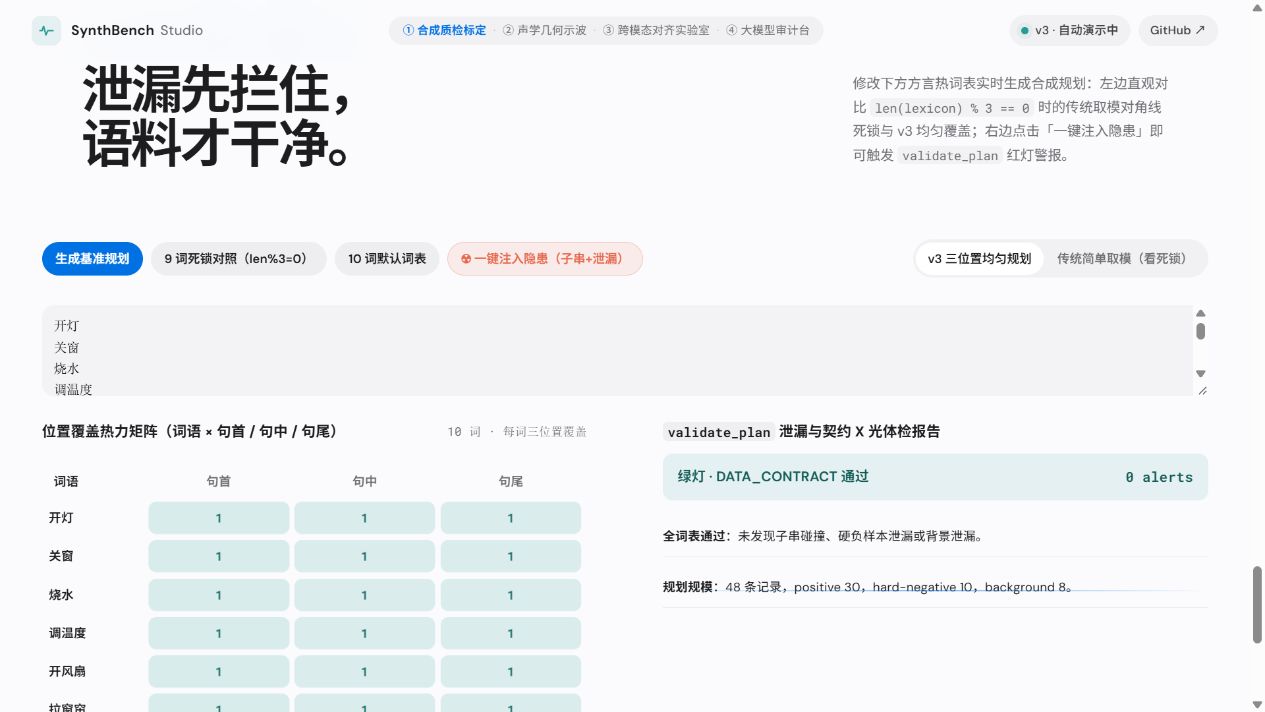 SynthBench Studio
① 合成质检标定 · ② 声学几何示波 · ③ 跨模态对齐实验室 · ④ 大模型审计台
v3 · 自动演示中
GitHub ↗
泄漏先拦住，
语料才干净。
修改下方方言热词表实时生成合成规划：左边直观对
比 len(lexicon) % 3 == 0 时的传统取模对角线
死锁与 v3 均匀覆盖；右边点击「一键注入隐患」即
可触发 validate_plan 红灯警报。
生成基准规划
9 词死锁对照（len%3=0）
10 词默认词表
☢ 一键注入隐患（子串+泄漏）
v3 三位置均匀规划
传统简单取模（看死锁）
开灯
关窗
烧水
调温度
位置覆盖热力矩阵（词语 × 句首 / 句中 / 句尾）
10 词 · 每词三位置覆盖
词语 句首 句中 句尾
开灯 1 1 1
关窗 1 1 1
烧水 1 1 1
调温度 1 1 1
开风扇 1 1 1
拉窗帘 1 1 1
validate_plan 泄漏与契约 X 光体检报告
绿灯 · DATA_CONTRACT 通过 0 alerts
全词表通过：未发现子串碰撞、硬负样本泄漏或背景泄漏。
规划规模：48 条记录，positive 30，hard-negative 10，background 8。